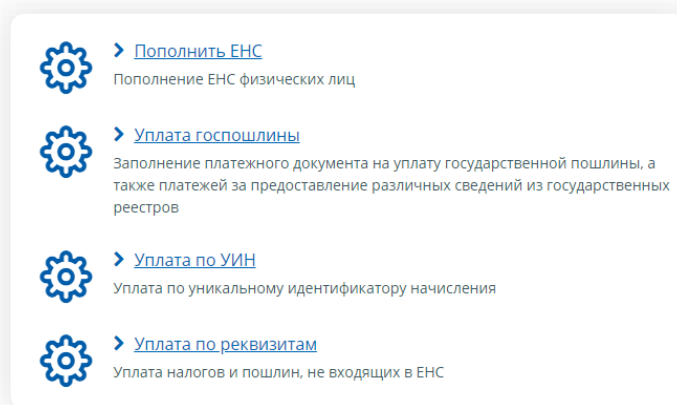 Пополнить ЕНС
Пополнение ЕНС физических лиц
Уплата госпошлины
Заполнение платежного документа на уплату государственной пошлины, а
также платежей за предоставление различных сведений из государственных
реестров
Уплата по УИН
Уплата по уникальному идентификатору начисления
Уплата по реквизитам
Уплата налогов и пошлин, не входящих в ЕНС